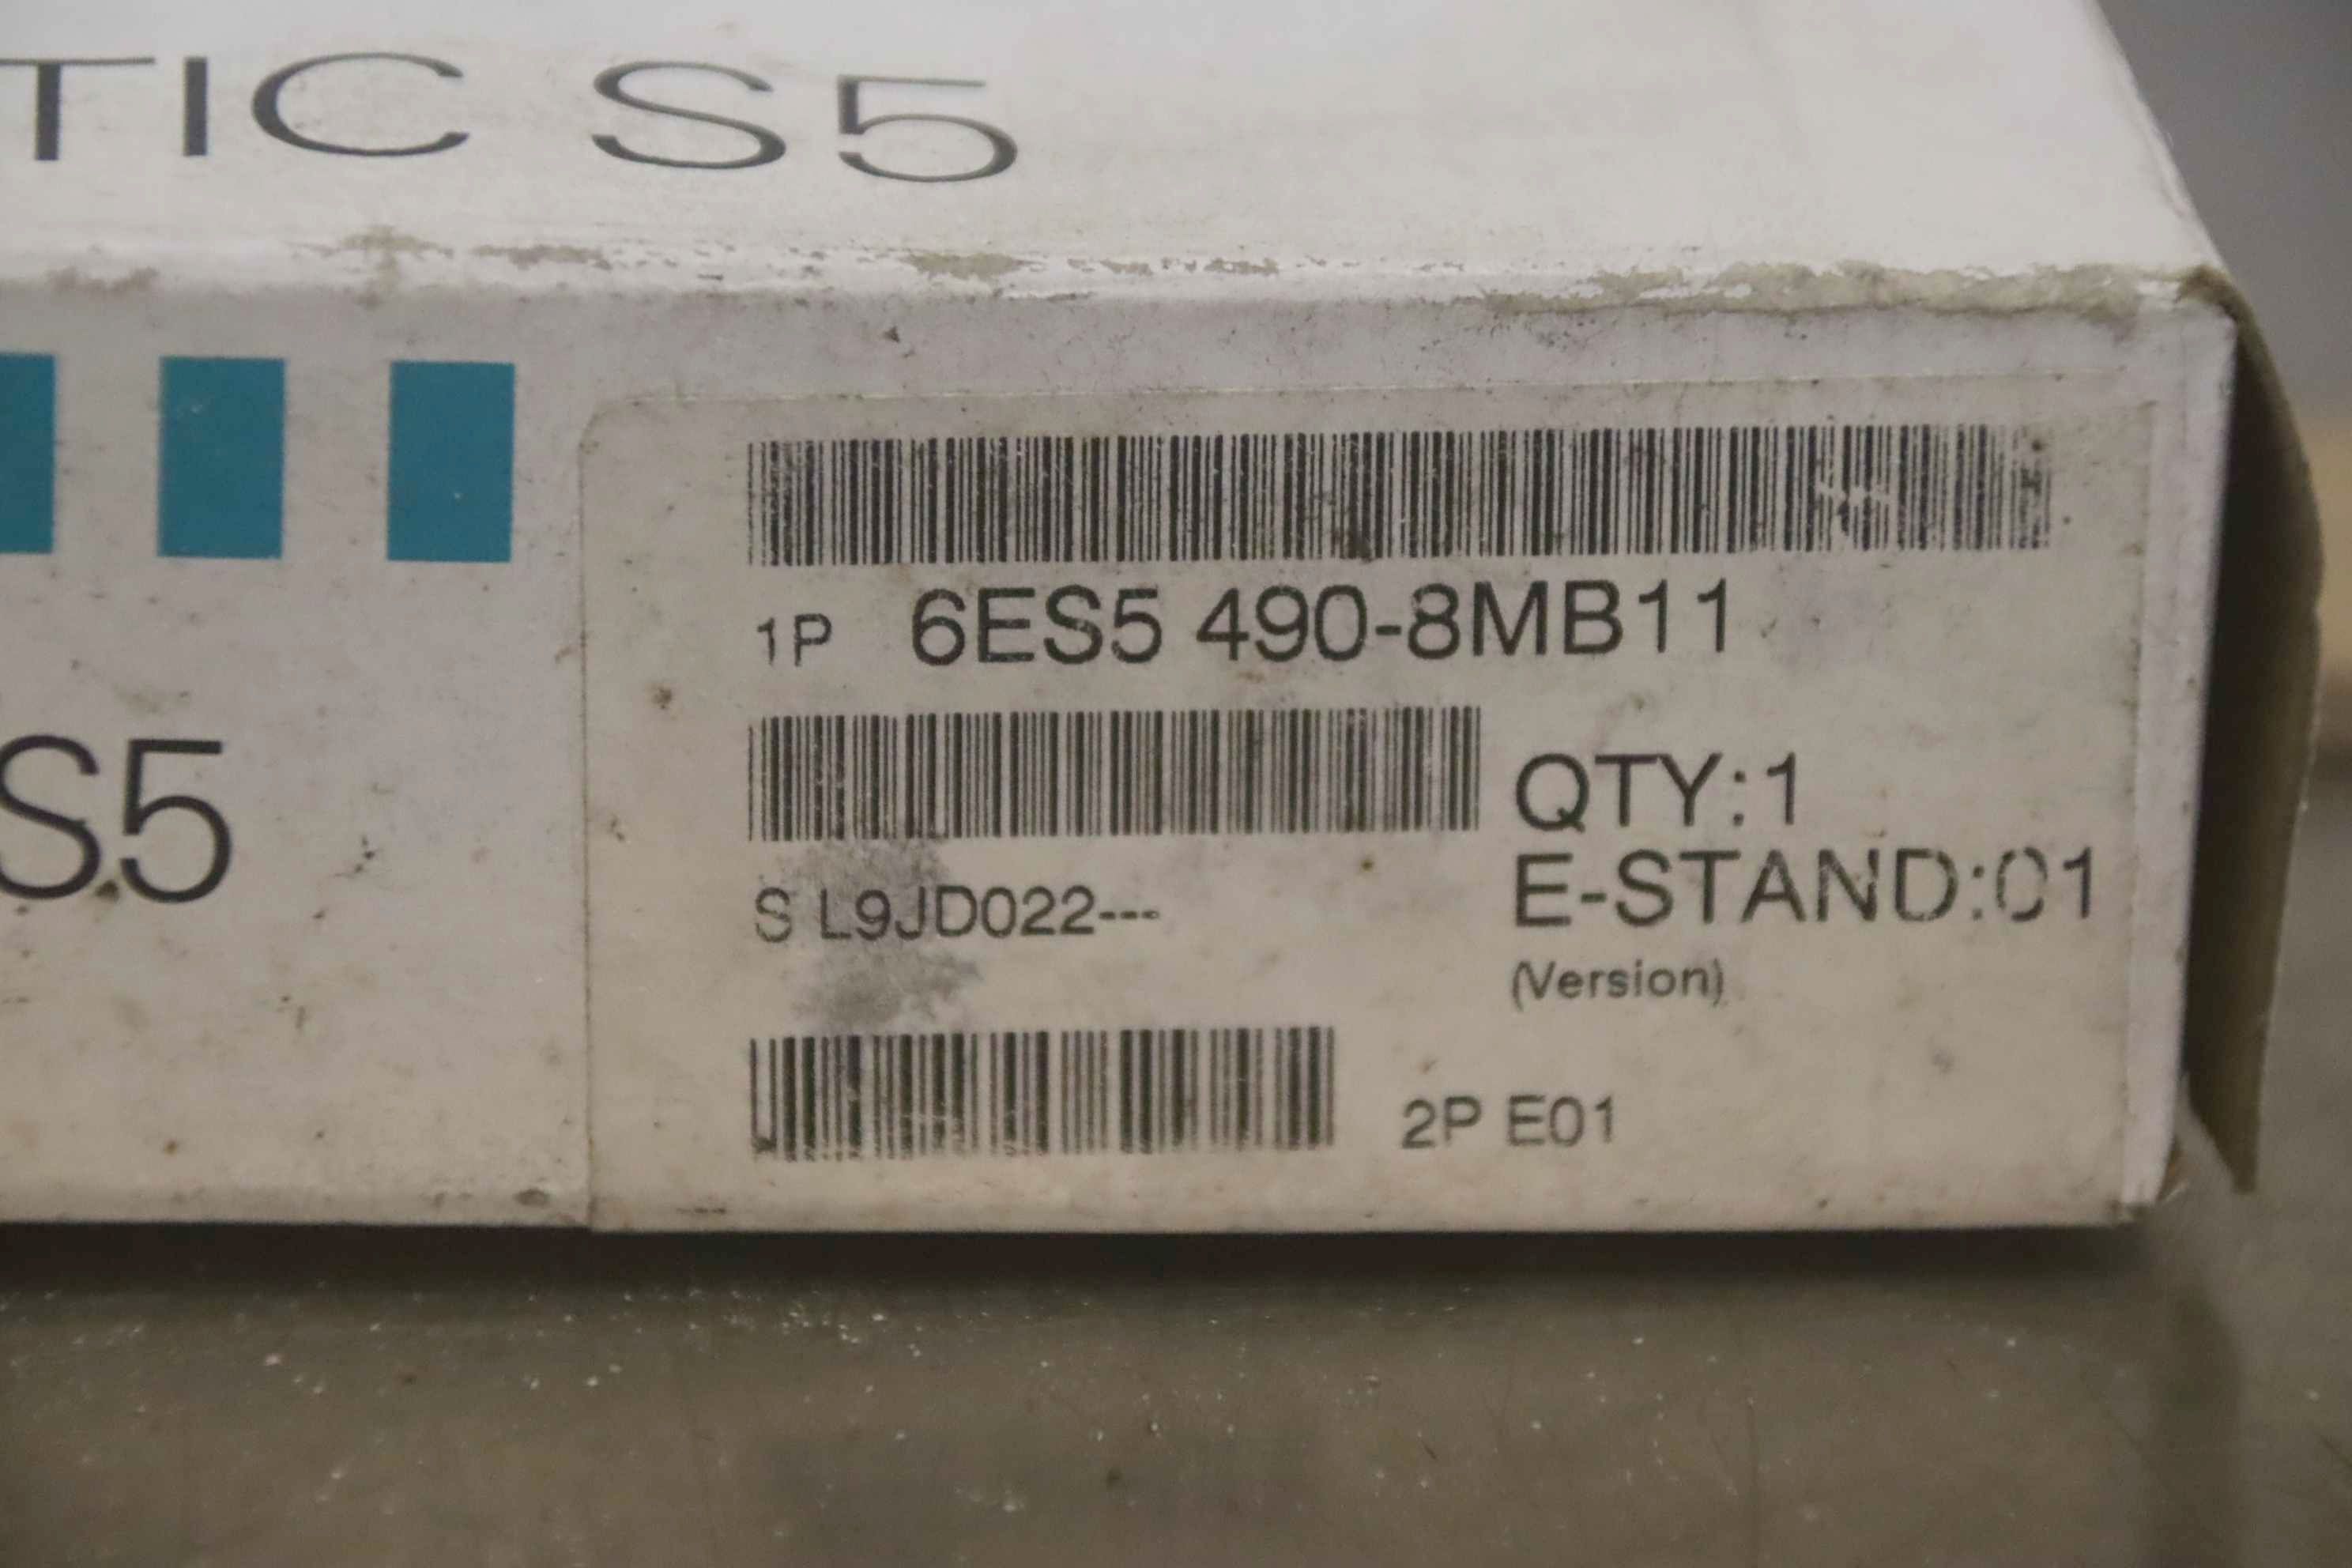 TIC S5
S5
1P 6ES5 490-8MB11
QTY:1
S L9JD022---
E-STAND:01
(Version)
2P E01